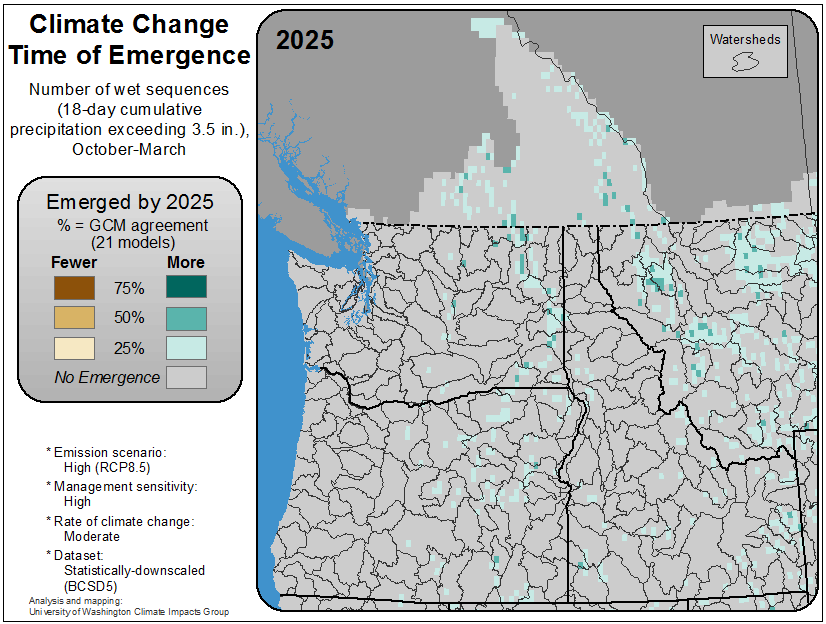 Climate Change
Time of Emergence
Number of wet sequences
(18-day cumulative
precipitation exceeding 3.5 in.),
October-March
Emerged by 2025
% = GCM agreement
(21 models)
Fewer More
75%
50%
25%
No Emergence
* Emission scenario:
High (RCP8.5)
* Management sensitivity:
High
* Rate of climate change:
Moderate
* Dataset:
Statistically-downscaled
(BCSD5)
Analysis and mapping:
University of Washington Climate Impacts Group
2025
Watersheds